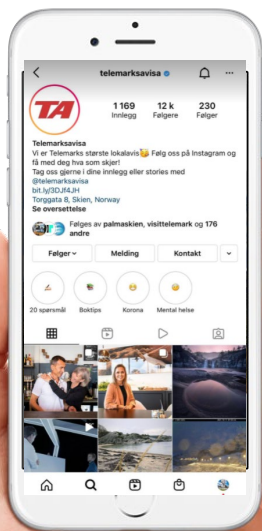 telemarksavisa
TA
1 169 12 k 230
Innlegg Følgere Følger
Telemarksavisa
Vi er Telemarks største lokalavis🥰 Følg oss på Instagram og
få med deg hva som skjer!
Tag oss gjerne i dine innlegg eller stories med
@telemarksavisa
bit.ly/3DJf4JH
Torggata 8, Skien, Norway
Se oversettelse
Følges av palmaskien, visittelemark og 176
andre
Følger Melding Kontakt
20 spørsmål Boktips Korona Mental helse